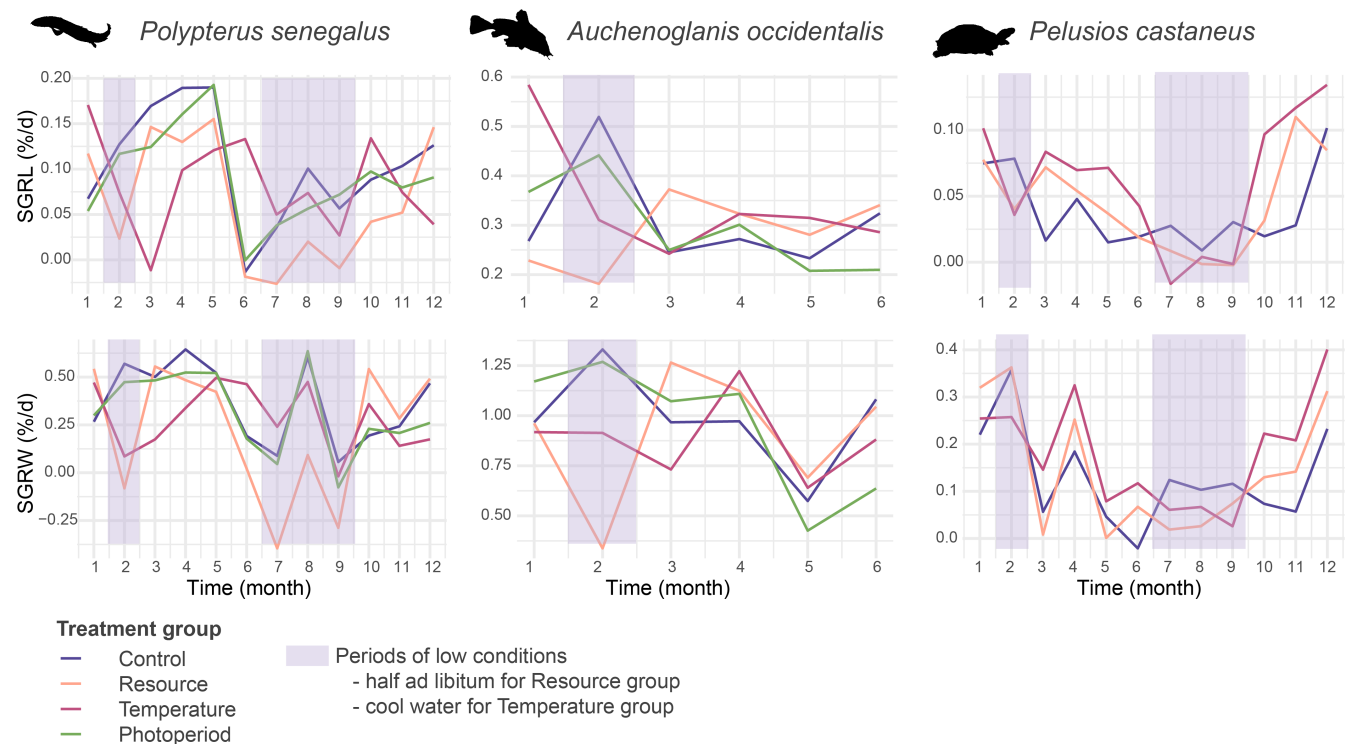 Polypterus senegalus
Auchenoglanis occidentalis
Pelusios castaneus
SGRL (%/d)
0.20
0.15
0.10
0.05
0.00
1 2 3 4 5 6 7 8 9 10 11 12
0.6
0.5
0.4
0.3
0.2
1 2 3 4 5 6
0.10
0.05
0.00
1 2 3 4 5 6 7 8 9 10 11 12
SGRW (%/d)
0.50
0.25
0.00
−0.25
1 2 3 4 5 6 7 8 9 10 11 12
Time (month)
1.25
1.00
0.75
0.50
1 2 3 4 5 6
Time (month)
0.4
0.3
0.2
0.1
0.0
1 2 3 4 5 6 7 8 9 10 11 12
Time (month)
Treatment group
Control
Resource
Temperature
Photoperiod
Periods of low conditions
- half ad libitum for Resource group
- cool water for Temperature group